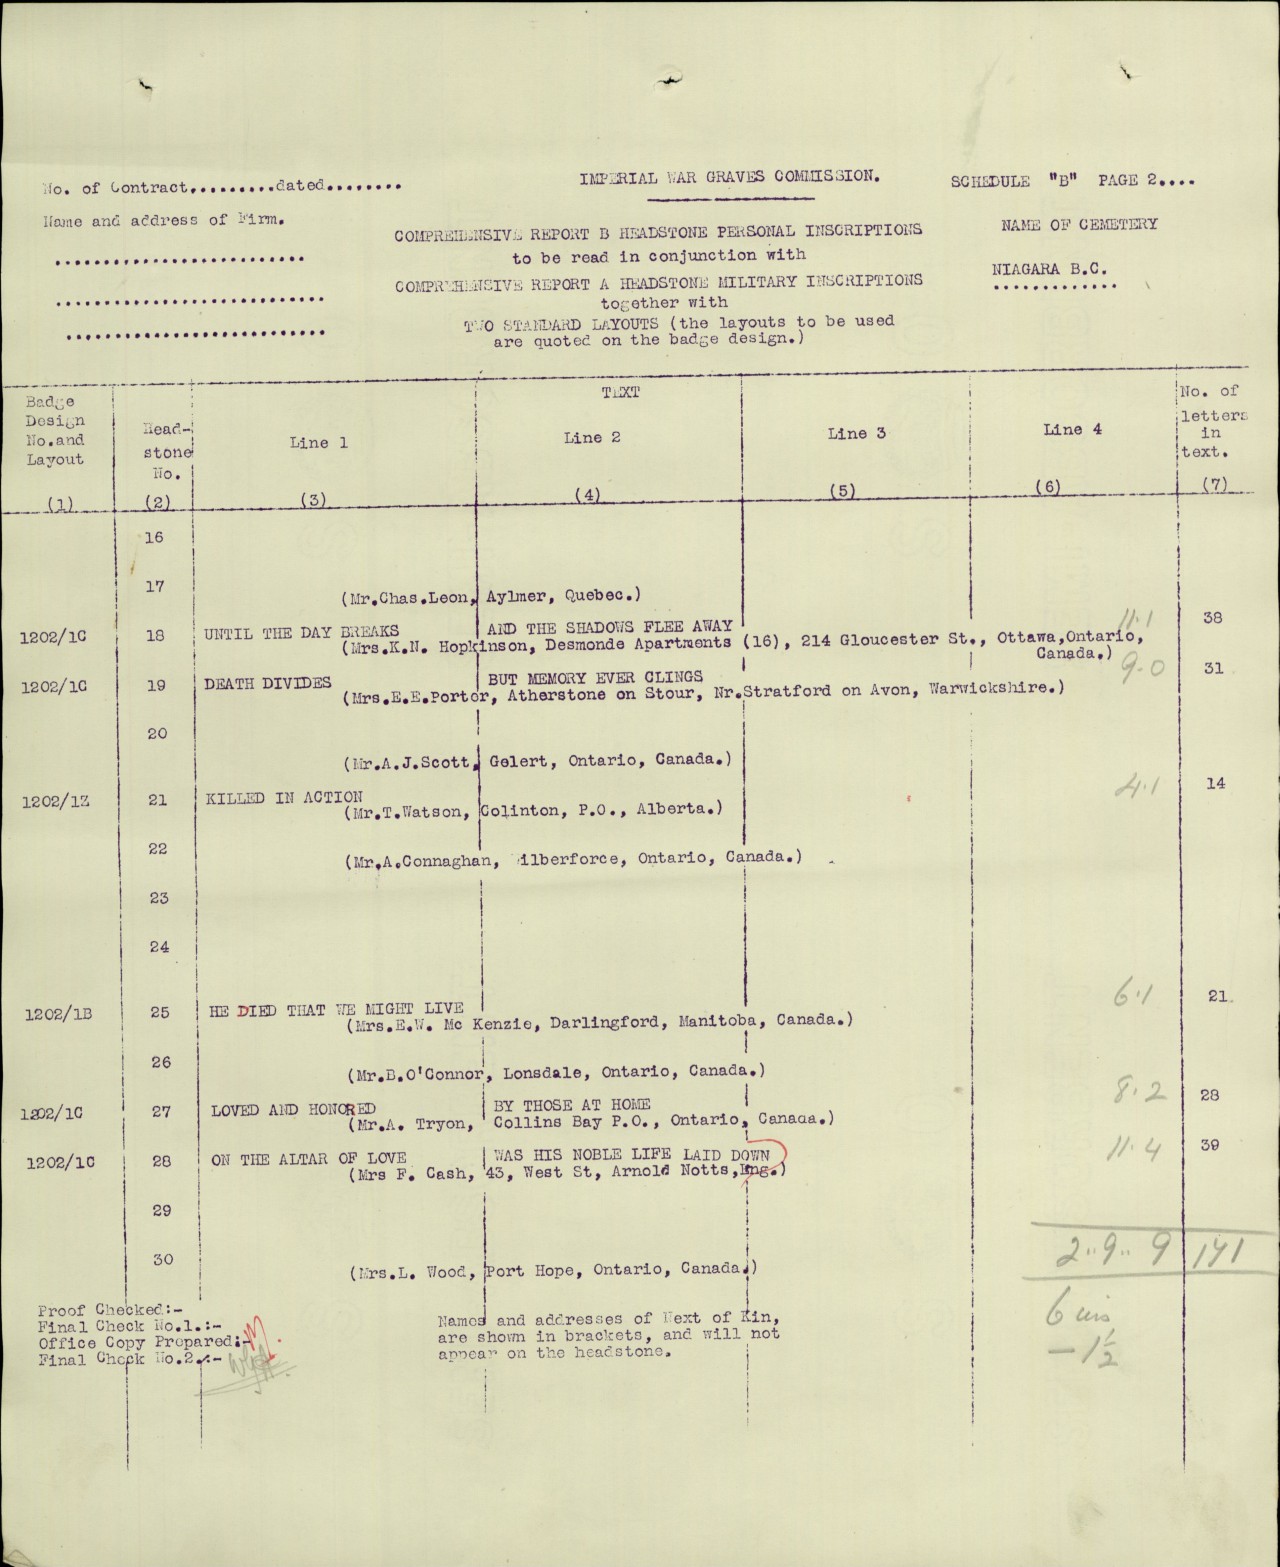 No. of Contract.........dated........
IMPERIAL WAR GRAVES COMMISSION.
SCHEDULE "B" PAGE 2....
Name and address of Firm.
NAME OF CEMETERY
COMPREHENSIVE REPORT B HEADSTONE PERSONAL INSCRIPTIONS
to be read in conjunction with
NIAGARA B.C.
COMPREHENSIVE REPORT A HEADSTONE MILITARY INSCRIPTIONS
together with
TWO STANDARD LAYOUTS (the layouts to be used
are quoted on the badge design.)
Badge Design No.and Layout
Head-stone No.
TEXT
Line 1
Line 2
Line 3
Line 4
No. of letters in text.
(1) (2) (3) (4) (5) (6) (7)
16
17
(Mr.Chas.Leon, Aylmer, Quebec.)
1202/1C 18 UNTIL THE DAY BREAKS AND THE SHADOWS FLEE AWAY 11.1 38
(Mrs.K.N. Hopkinson, Desmonde Apartments (16), 214 Gloucester St., Ottawa,Ontario,
Canada.)
1202/1C 19 DEATH DIVIDES BUT MEMORY EVER CLINGS 9.0 31
(Mrs.E.E.Porter, Atherstone on Stour, Nr.Stratford on Avon, Warwickshire.)
20
(Mr.A.J.Scott, Gelert, Ontario, Canada.)
1202/1Z 21 KILLED IN ACTION 4.1 14
(Mr.T.Watson, Colinton, P.O., Alberta.)
22
(Mr.A.Connaghan, Wilberforce, Ontario, Canada.)
23
24
1202/1B 25 HE DIED THAT WE MIGHT LIVE 6.1 21
(Mrs.E.W. Mc Kenzie, Darlingford, Manitoba, Canada.)
26
(Mr.B.O'Connor, Lonsdale, Ontario, Canada.)
1202/1C 27 LOVED AND HONORED BY THOSE AT HOME 8.2 28
(Mr.A. Tryon, Collins Bay P.O., Ontario, Canada.)
1202/1C 28 ON THE ALTAR OF LOVE WAS HIS NOBLE LIFE LAID DOWN 11.4 39
(Mrs F. Cash, 43, West St, Arnold Notts,Eng.)
29
2..9..9 171
30
(Mrs.L. Wood, Port Hope, Ontario, Canada.)
Proof Checked:-
Final Check No.1.:-
Office Copy Prepared:-
Final Check No.2.:-
Names and addresses of Next of Kin,
are shown in brackets, and will not
appear on the headstone.
6 ins
- 1½